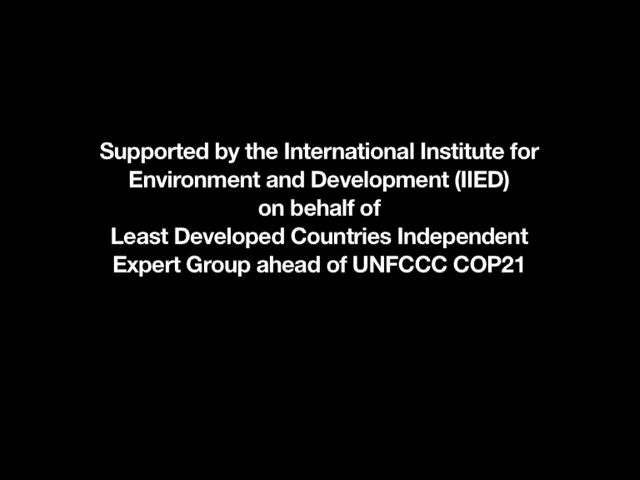 Supported by the International Institute for
Environment and Development (IIED)
on behalf of
Least Developed Countries Independent
Expert Group ahead of UNFCCC COP21